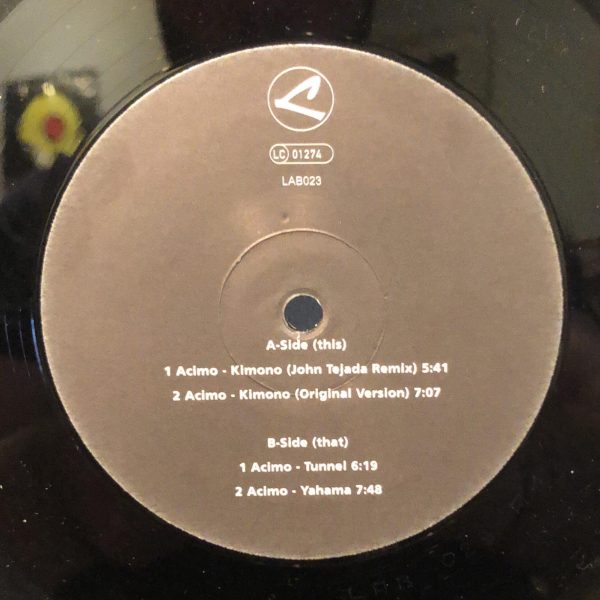 LC 01274
LAB023
A-Side (this)
1 Acimo - Kimono (John Tejada Remix) 5:41
2 Acimo - Kimono (Original Version) 7:07
B-Side (that)
1 Acimo - Tunnel 6:19
2 Acimo - Yahama 7:48